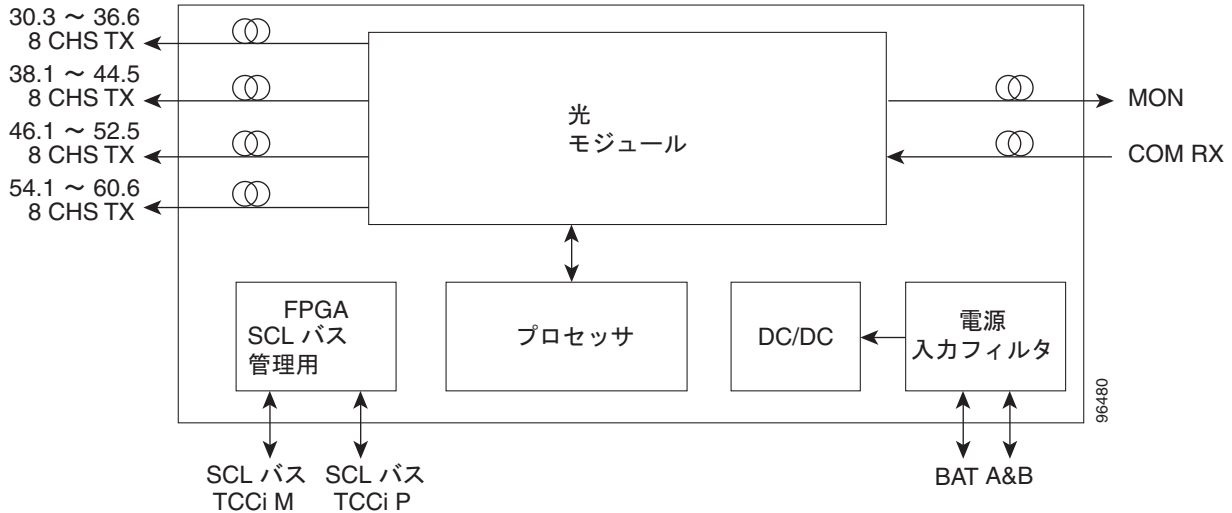 30.3 ～ 36.6
8 CHS TX
38.1 ～ 44.5
8 CHS TX
46.1 ～ 52.5
8 CHS TX
54.1 ～ 60.6
8 CHS TX
光
モジュール
MON
COM RX
FPGA
SCL バス
管理用
プロセッサ
DC/DC
電源
入力フィルタ
SCL バス
TCCi M
SCL バス
TCCi P
BAT A&B
96480